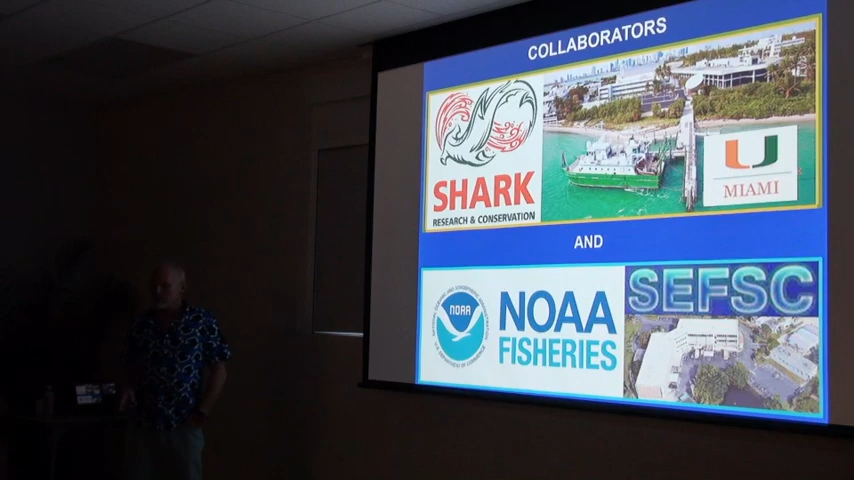 COLLABORATORS
SHARK
RESEARCH & CONSERVATION
U
MIAMI
AND
NOAA
NOAA
FISHERIES
SEFSC